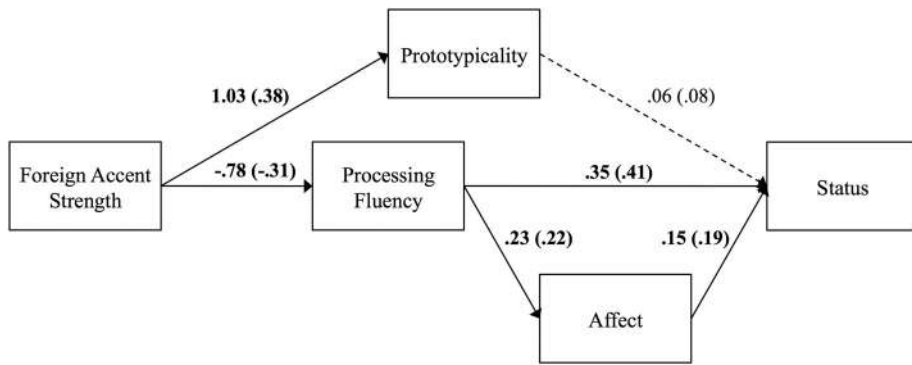 Prototypicality
1.03 (.38)
.06 (.08)
Foreign Accent
Strength
-.78 (-.31)
Processing
Fluency
.35 (.41)
Status
.23 (.22)
.15 (.19)
Affect